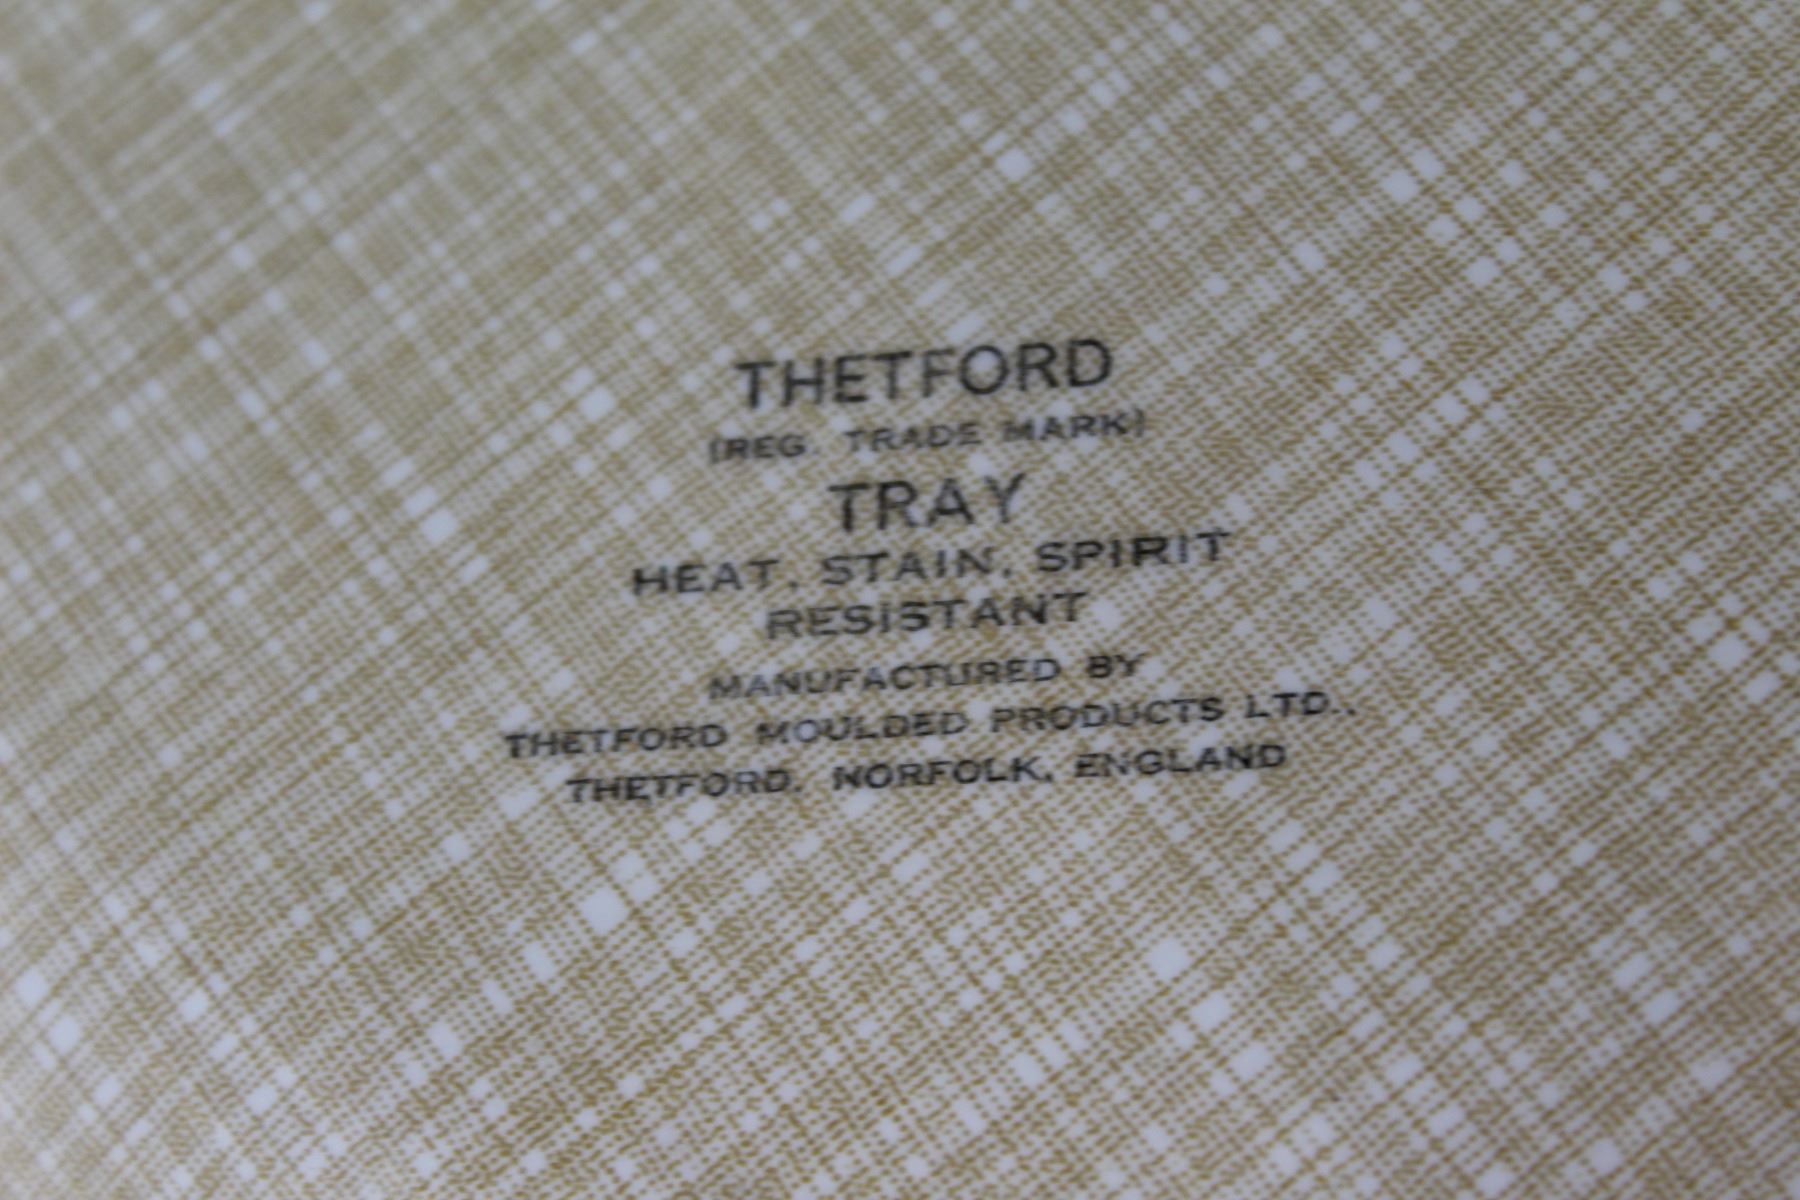 THETFORD
(REG. TRADE MARK)
TRAY
HEAT, STAIN, SPIRIT
RESISTANT
MANUFACTURED BY
THETFORD MOULDED PRODUCTS LTD.,
THETFORD, NORFOLK, ENGLAND